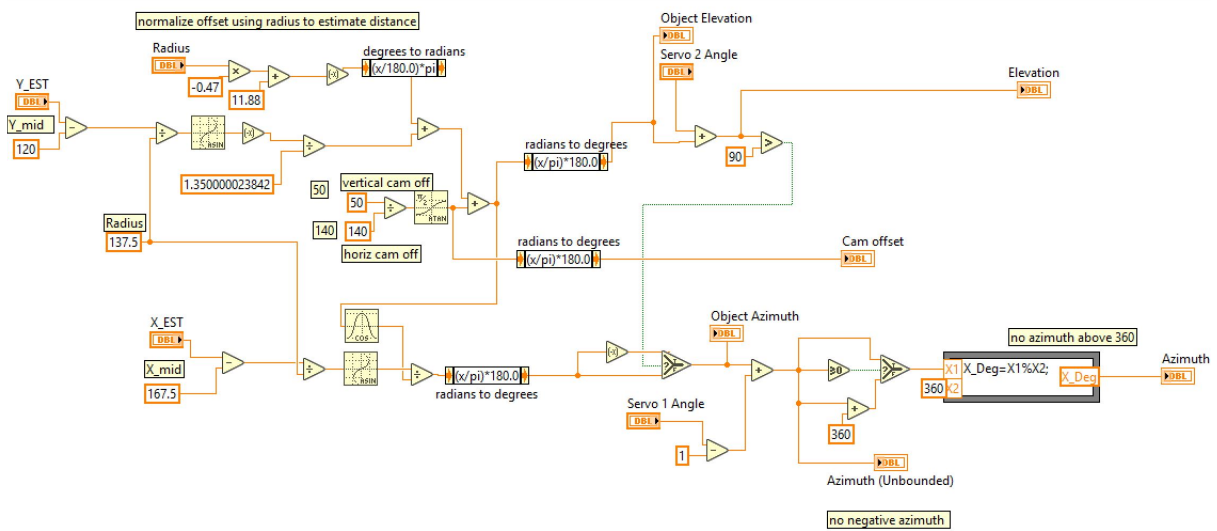 normalize offset using radius to estimate distance
Object Elevation
DBL
Radius
DBL
degrees to radians
(x/180.0)*pi
Servo 2 Angle
DBL
Elevation
DBL
-0.47
11.88
Y_EST
DBL
Y_mid
120
ASIN
1.350000023842
radians to degrees
(x/pi)*180.0
90
50
vertical cam off
50
140
140
ATAN
horiz cam off
Radius
137.5
radians to degrees
(x/pi)*180.0
Cam offset
DBL
COS
X_EST
DBL
X_mid
167.5
ASIN
(x/pi)*180.0
radians to degrees
Object Azimuth
DBL
Servo 1 Angle
DBL
1
≥0
360
no azimuth above 360
X1
X_Deg=X1%X2;
360
X2
X_Deg
Azimuth
DBL
DBL
Azimuth (Unbounded)
no negative azimuth